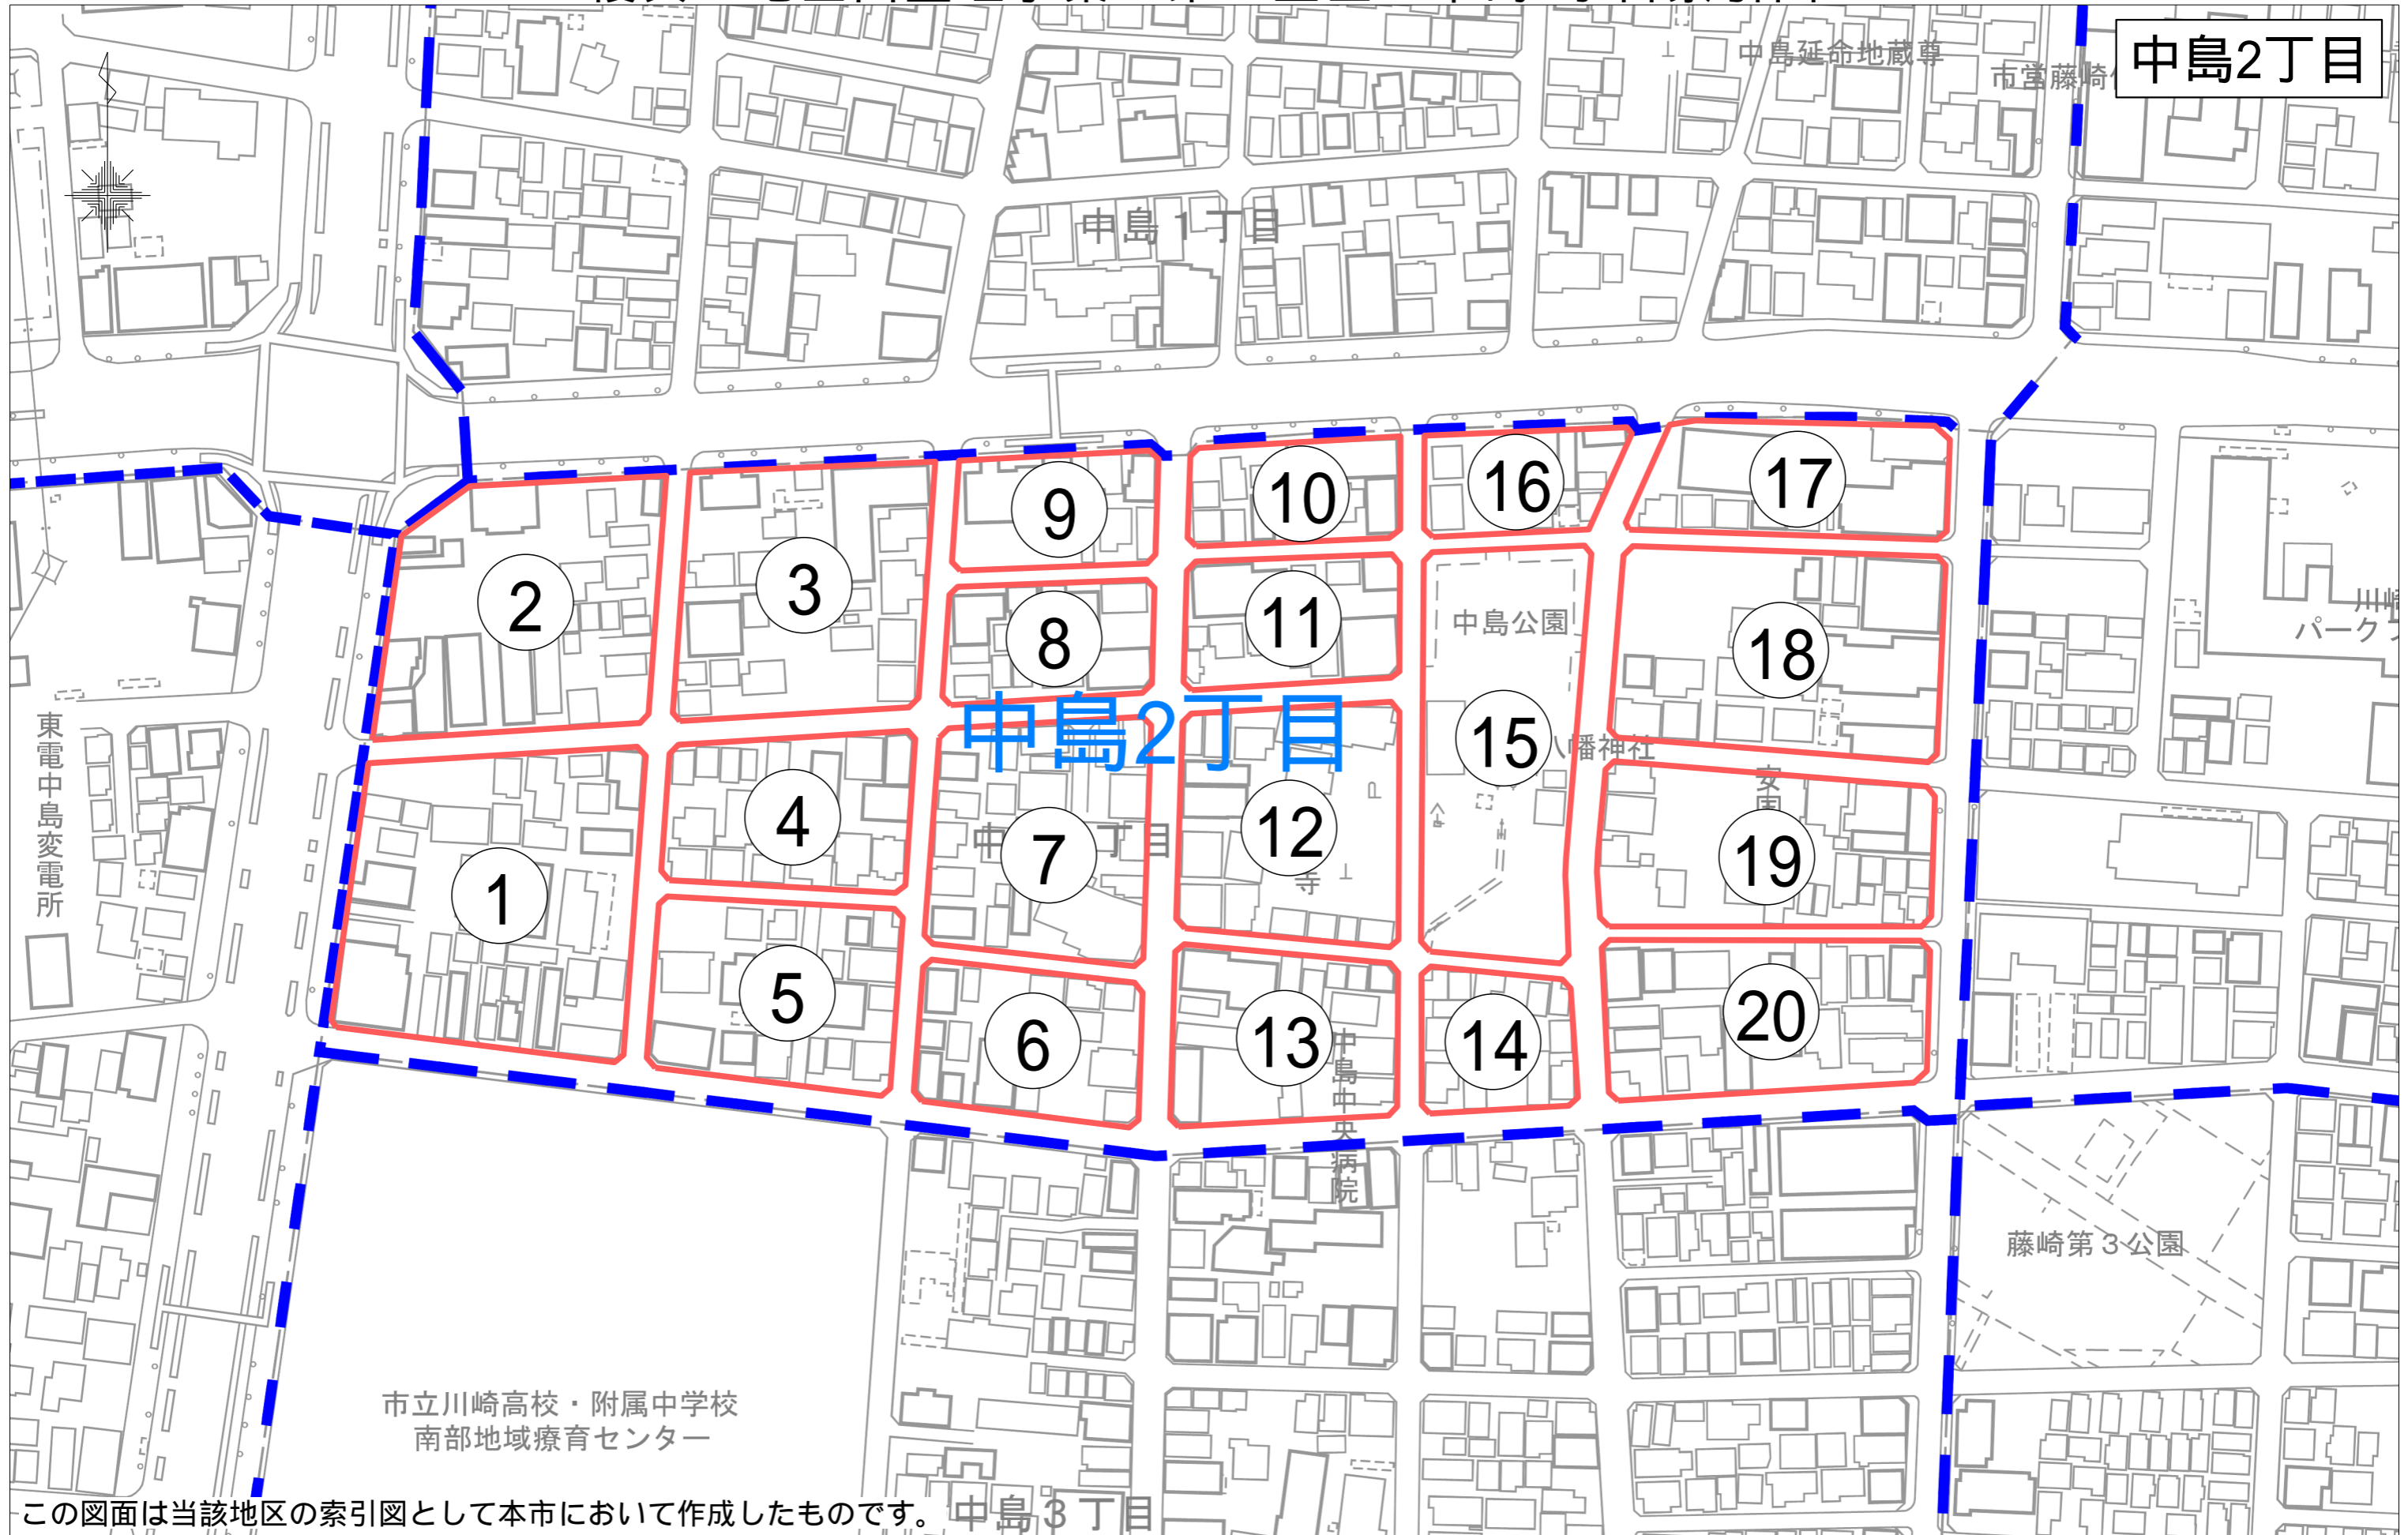 中島2丁目
中島延命地蔵尊
市営藤崎
中島1丁目
中島公園
八幡神社
中島2丁目
東電中島変電所
寺
中島中央病院
藤崎第3公園
市立川崎高校・附属中学校
南部地域療育センター
中島3丁目
この図面は当該地区の索引図として本市において作成したものです。
1
2
3
4
5
6
7
8
9
10
11
12
13
14
15
16
17
18
19
20